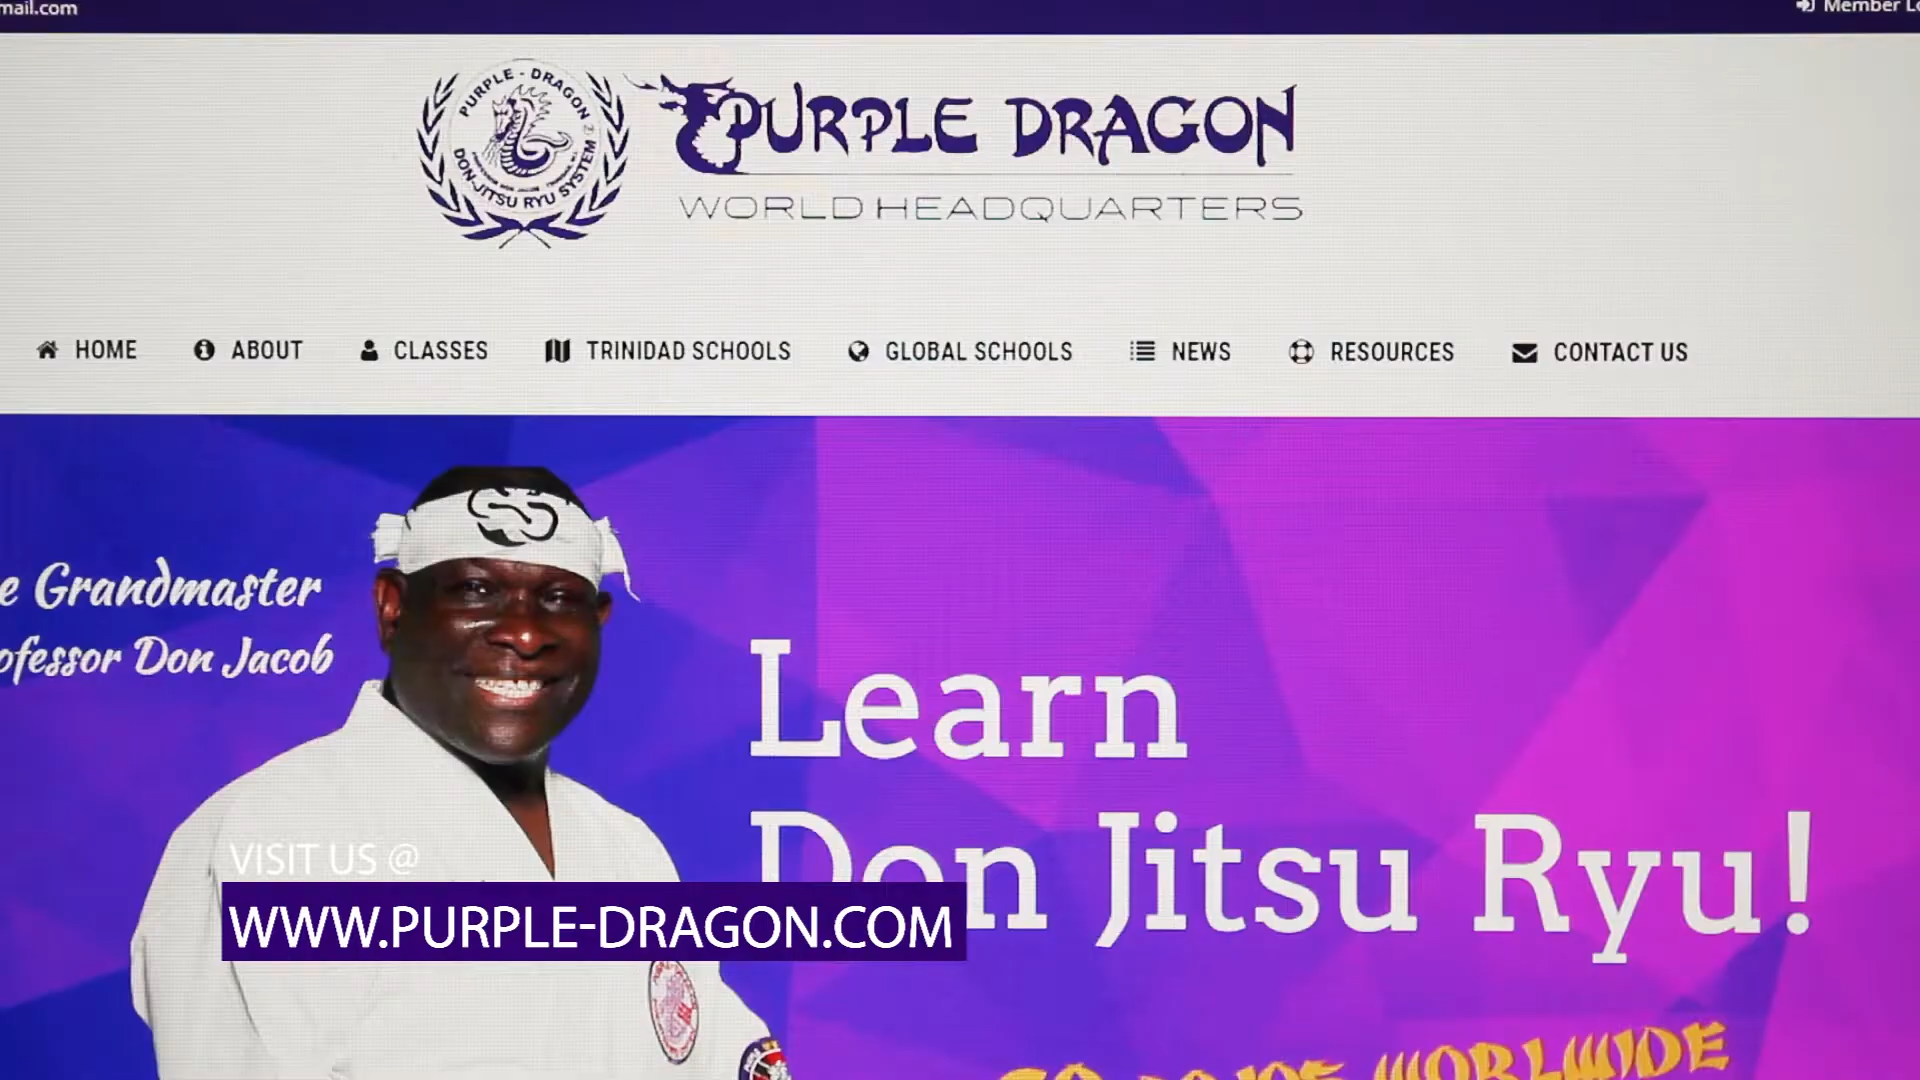 mail.com
Member Lo
PURPLE - DRAGON ®
DON-JITSU RYU SYSTEM
PURPLE DRAGON
WORLD HEADQUARTERS
HOME ABOUT CLASSES TRINIDAD SCHOOLS GLOBAL SCHOOLS NEWS RESOURCES CONTACT US
e Grandmaster
ofessor Don Jacob
Learn
Don Jitsu Ryu!
VISIT US @
WWW.PURPLE-DRAGON.COM
WORLWIDE